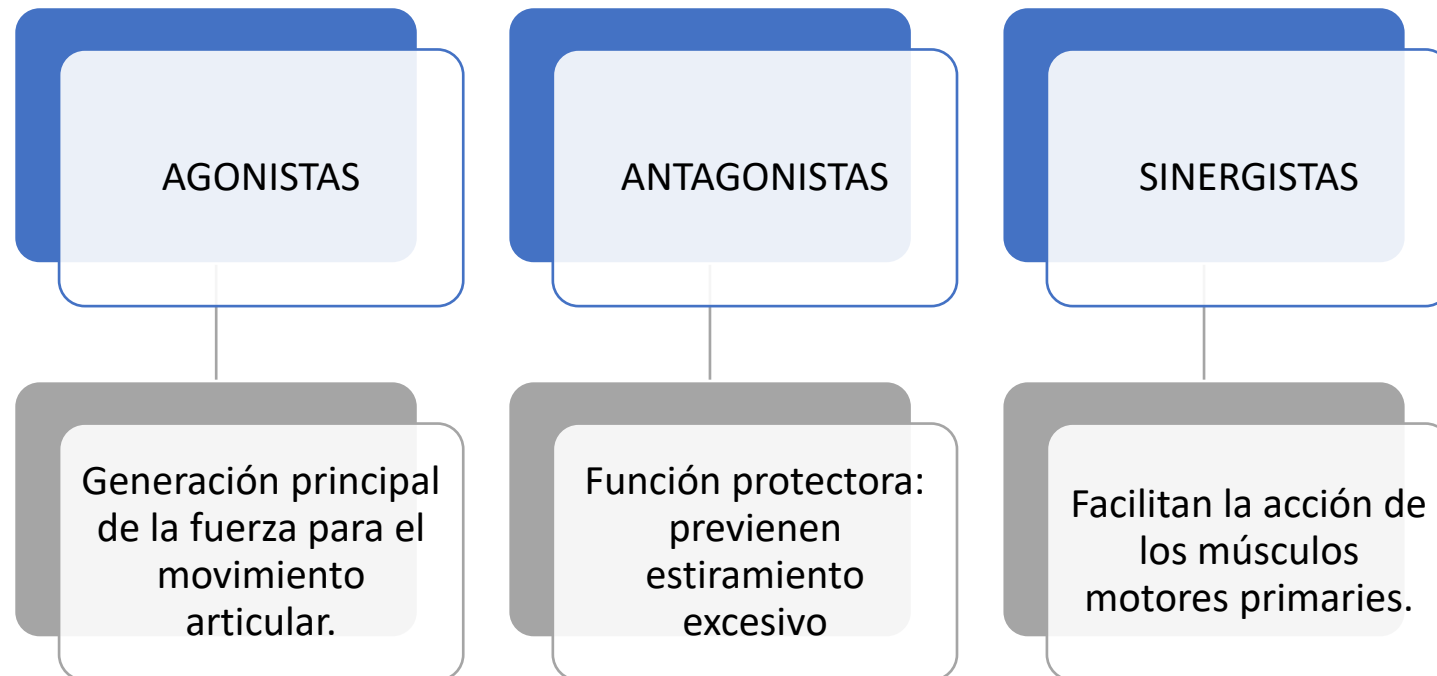 AGONISTAS
Generación principal
de la fuerza para el
movimiento
articular.
ANTAGONISTAS
Función protectora:
previenen
estiramiento
excesivo
SINERGISTAS
Facilitan la acción de
los músculos
motores primaries.